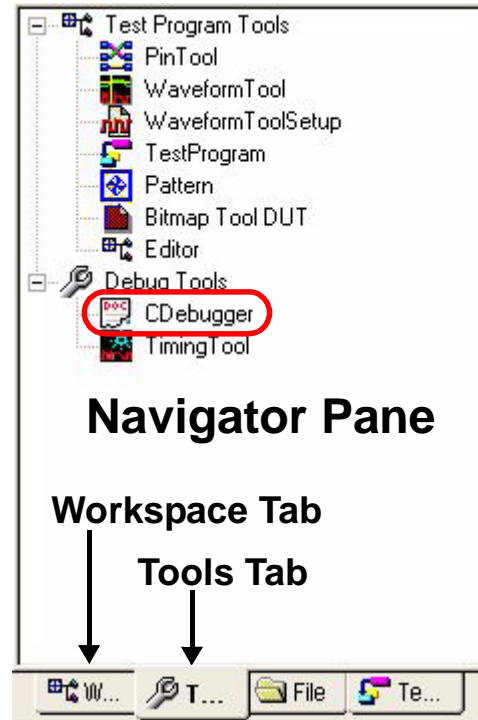 Test Program Tools
PinTool
WaveformTool
WaveformToolSetup
TestProgram
Pattern
Bitmap Tool DUT
Editor
Debug Tools
DOC
CDebugger
TimingTool
Navigator Pane
Workspace Tab
Tools Tab
W... T... File Te...